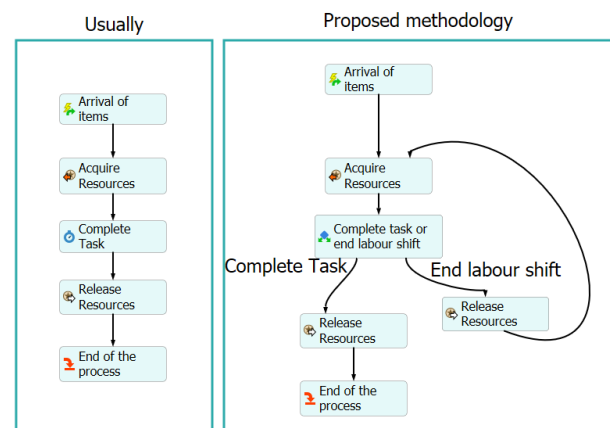 Usually
Arrival of
items
Acquire
Resources
Complete
Task
Release
Resources
End of the
process
Proposed methodology
Arrival of
items
Acquire
Resources
Complete task or
end labour shift
Complete Task
End labour shift
Release
Resources
Release
Resources
End of the
process